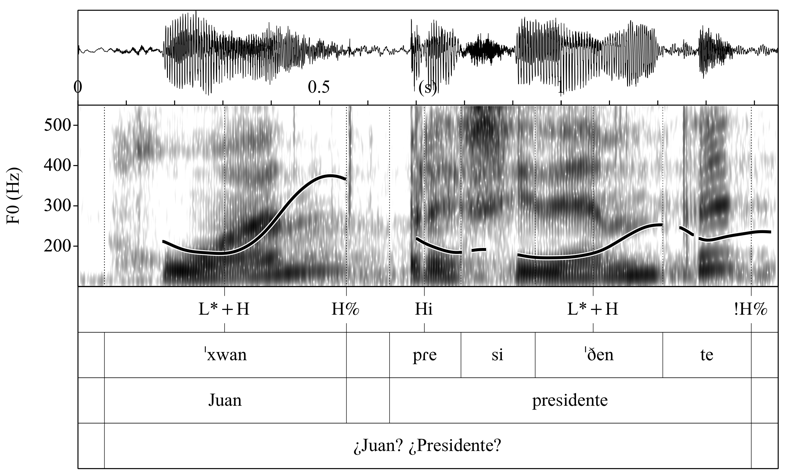 0 0.5 (s) 1
500
400
300
200
F0 (Hz)
L* + H H% Hi L* + H !H%
ˈxwan pɾe si ˈðen te
Juan presidente
¿Juan? ¿Presidente?